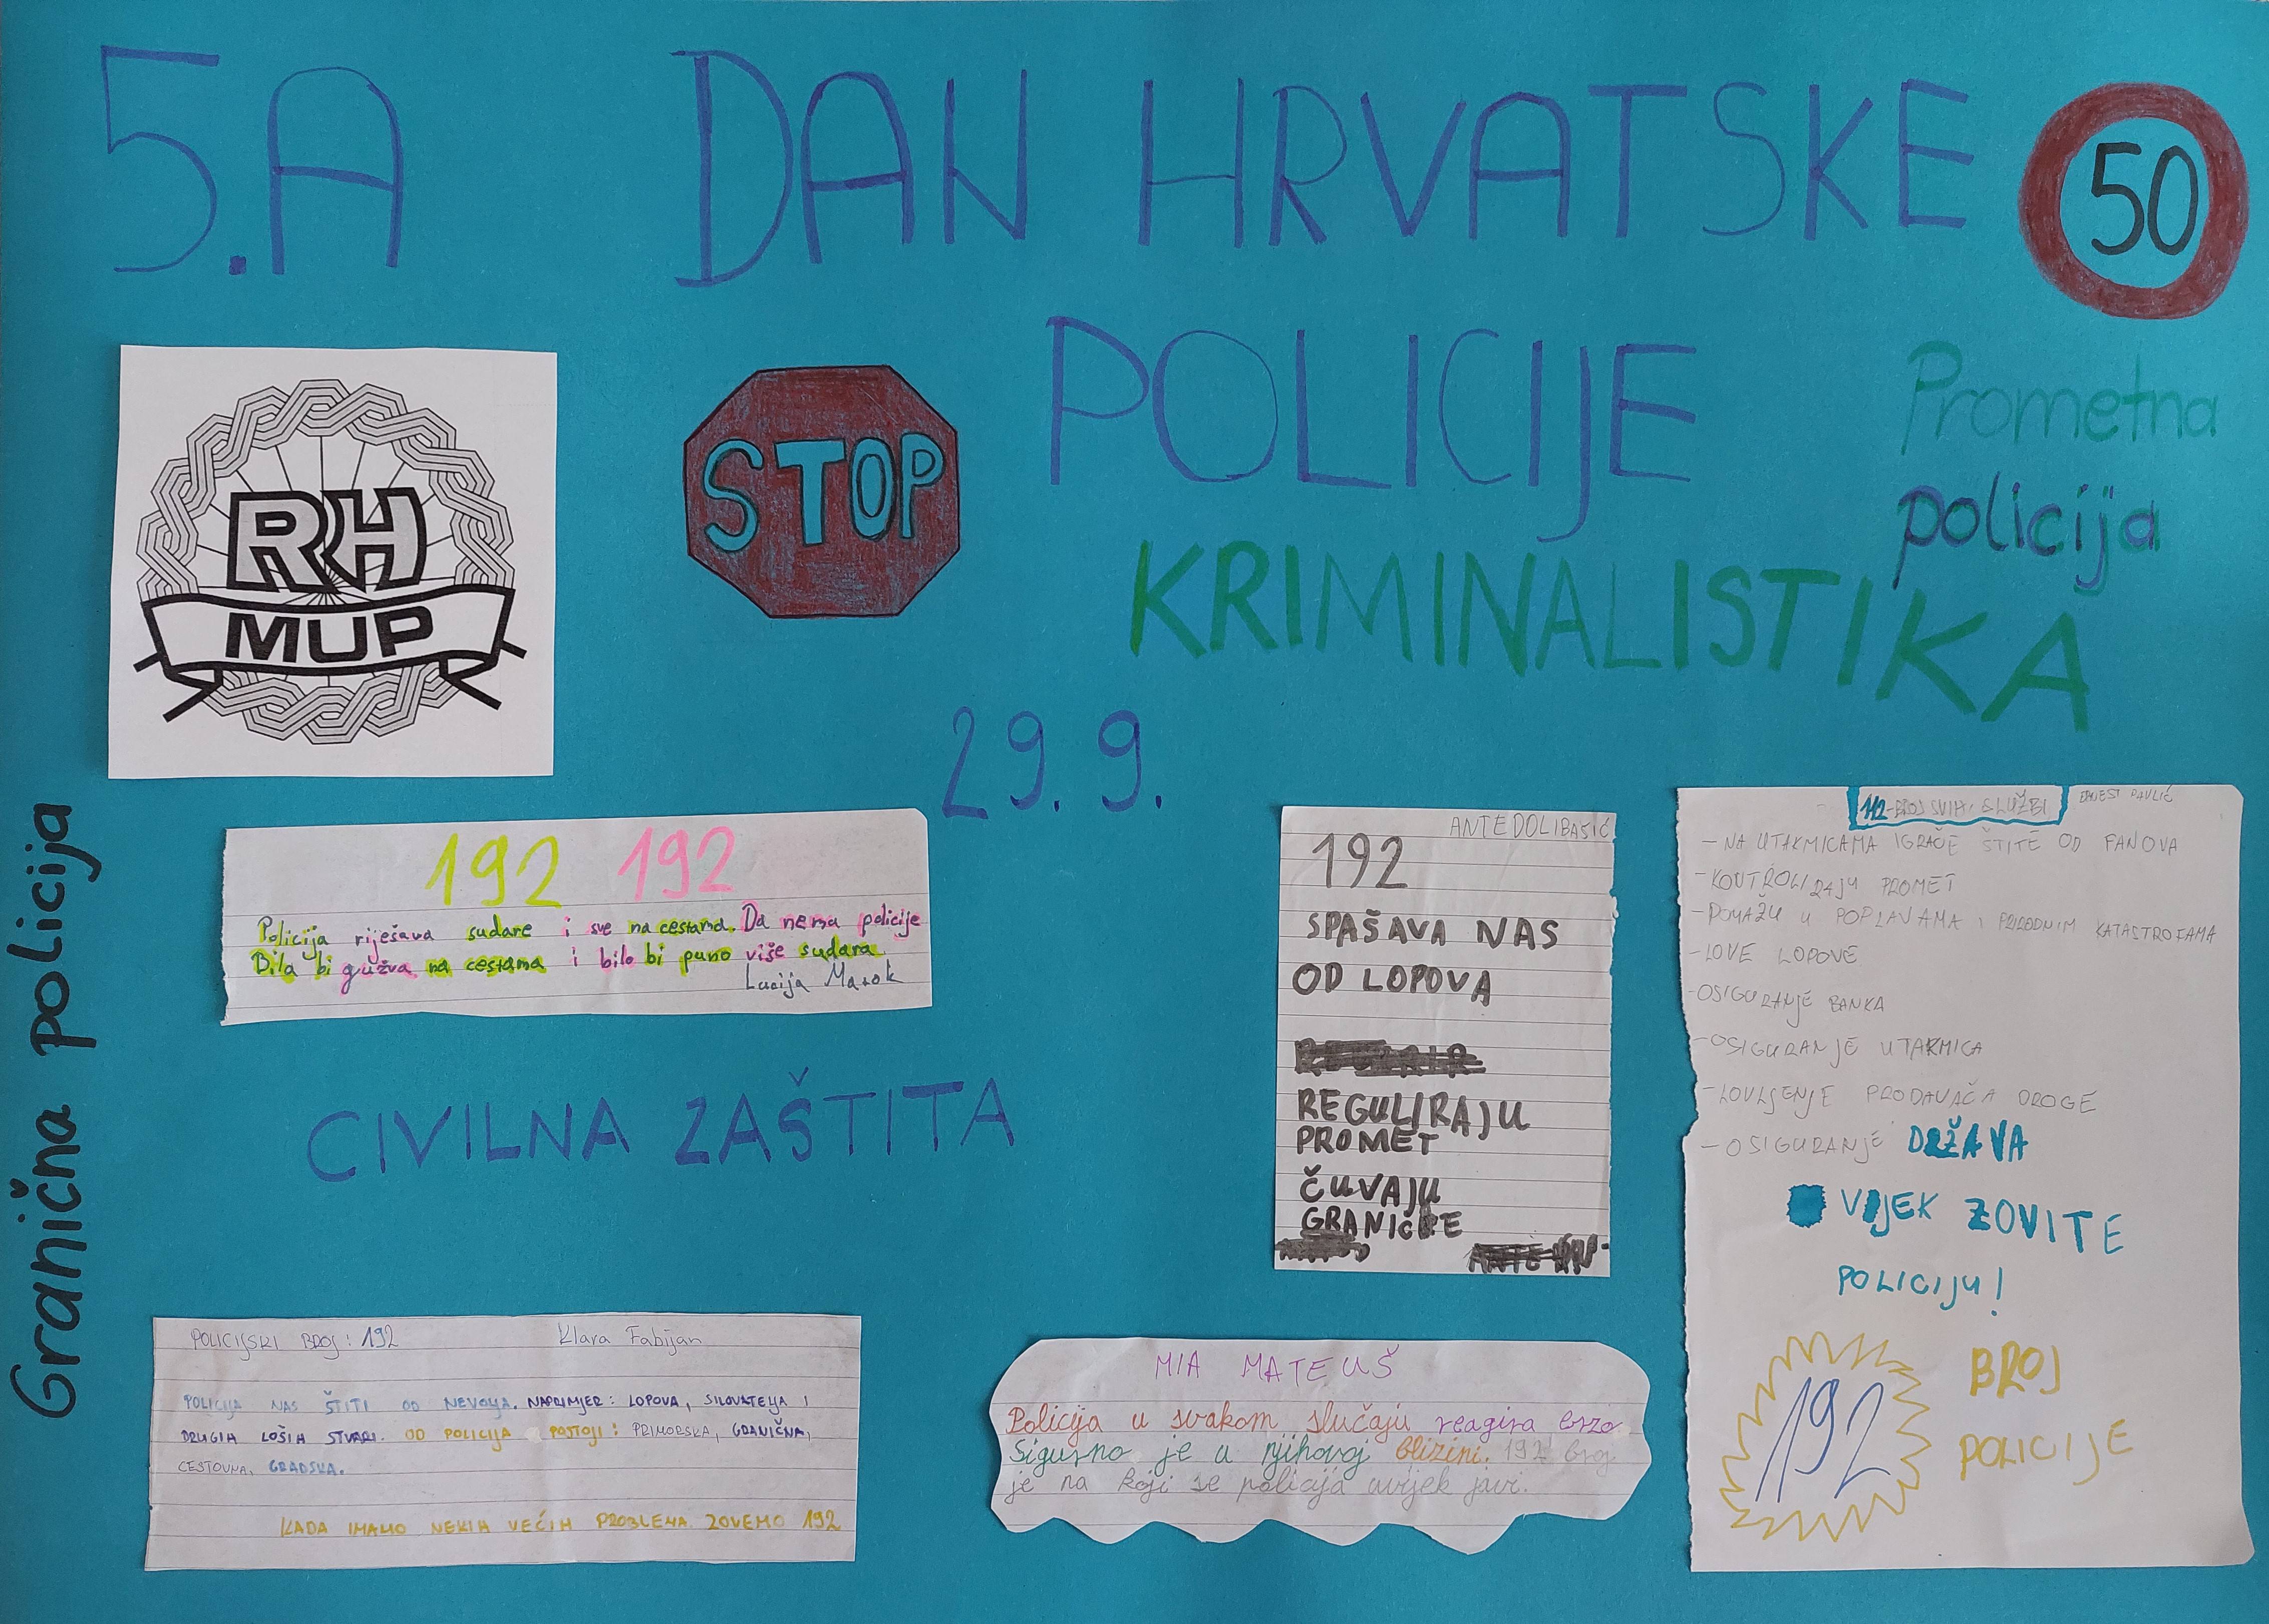 5.A DAN HRVATSKE
50
POLICIJE
Prometna
policija
STOP
KRIMINALISTIKA
RH
MUP
29. 9.
Granična policija
192 192
Policija riješava sudare i sve na cestama. Da nema policije
Bila bi gužva na cestama i bilo bi puno više sudara
Lucija Marok
CIVILNA ZAŠTITA
ANTE DOLIBAŠIĆ
192
SPAŠAVA NAS
OD LOPOVA
REGULIRAJU
PROMET
ČUVAJU
GRANICE
112-BROJ SVIH SLUŽBI
ERNEST PAVLIĆ
- NA UTAKMICAMA IGRAČE ŠTITE OD FANOVA
- KONTROLIRAJU PROMET
- POMAŽU U POPLAVAMA I PRIRODNIM KATASTROFAMA
- LOVE LOPOVE
- OSIGURANJE BANKA
- OSIGURANJE UTAKMICA
- LOVLJENJE PRODAVAČA DROGE
- OSIGURANJE DRŽAVA
VIJEK ZOVITE
POLICIJU!
192
BROJ
POLICIJE
POLICIJSKI BROJ: 192 Klara Fabijan
POLICIJA NAS ŠTITI OD NEVOLJA. NAPRIMJER: LOPOVA, SILOVATELJA I
DRUGIH LOŠIH STVARI. OD POLICIJA POSTOJI: PRIMORSKA, GRANIČNA,
CESTOVNA, GRADSKA.
KADA IMAMO NEKIH VEĆIH PROBLEMA ZOVEMO 192
MIA MATEUŠ
Policija u svakom slučaju reagira brzo
Sigurno je u njihovoj blizini. 192 broj
je na koji se policija uvijek javi.